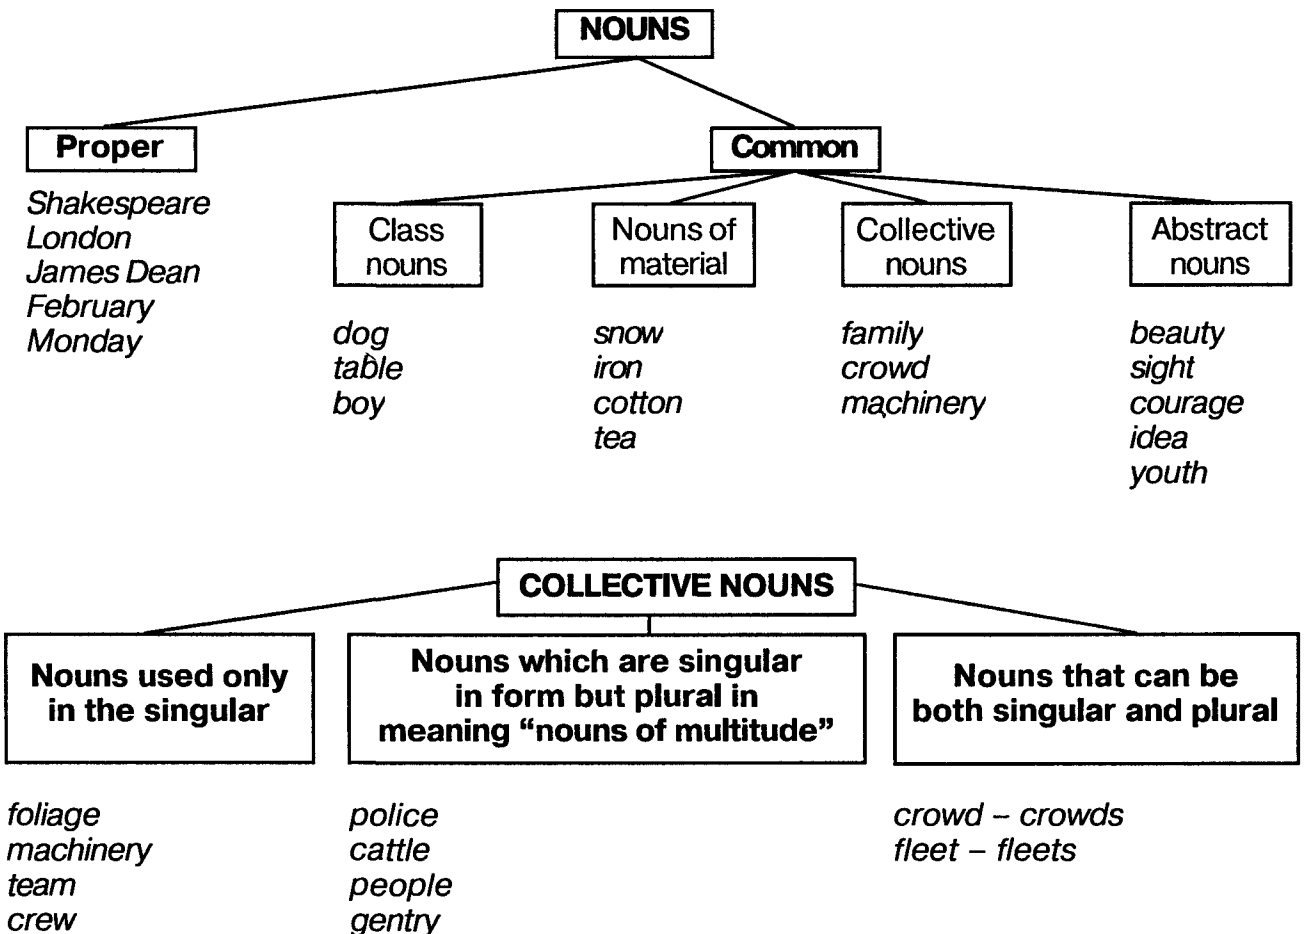 NOUNS
Proper
Shakespeare
London
James Dean
February
Monday
Common
Class
nouns
dog
table
boy
Nouns of
material
snow
iron
cotton
tea
Collective
nouns
family
crowd
machinery
Abstract
nouns
beauty
sight
courage
idea
youth
COLLECTIVE NOUNS
Nouns used only
in the singular
foliage
machinery
team
crew
Nouns which are singular
in form but plural in
meaning “nouns of multitude”
police
cattle
people
gentry
Nouns that can be
both singular and plural
crowd – crowds
fleet – fleets